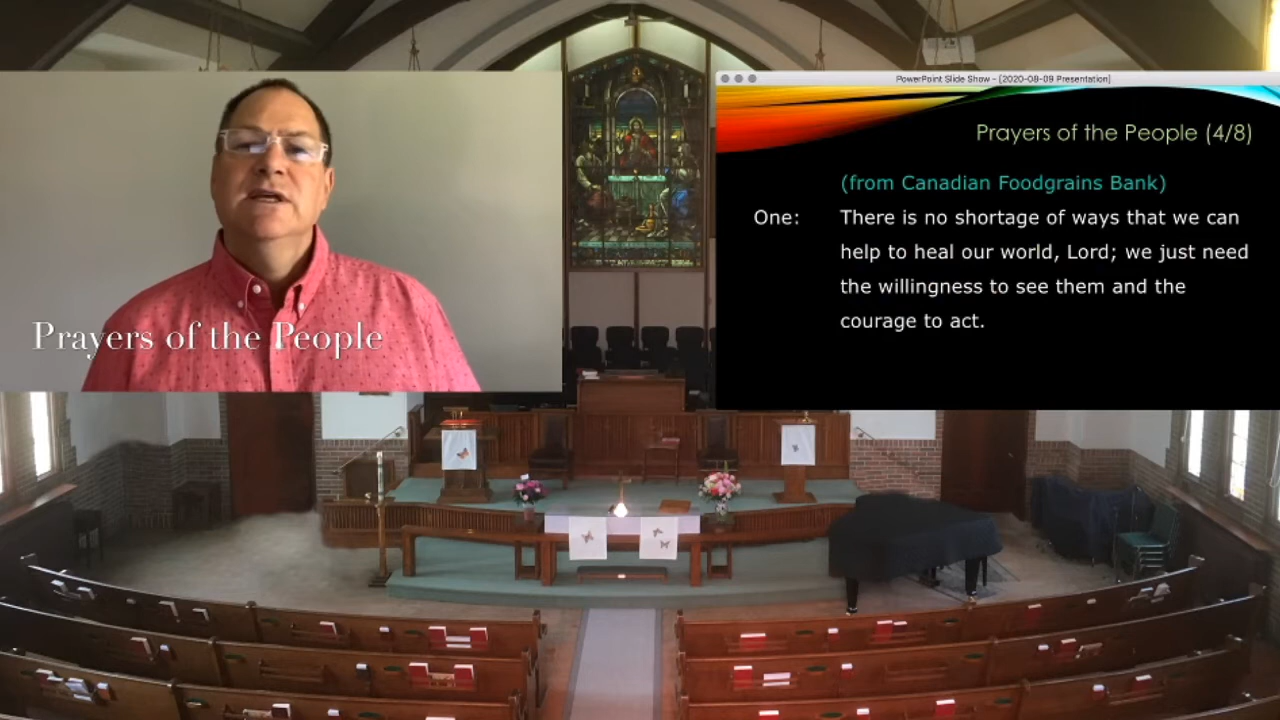 Prayers of the People
PowerPoint Slide Show - [2020-08-09 Presentation]
Prayers of the People (4/8)
(from Canadian Foodgrains Bank)
One: There is no shortage of ways that we can
help to heal our world, Lord; we just need
the willingness to see them and the
courage to act.